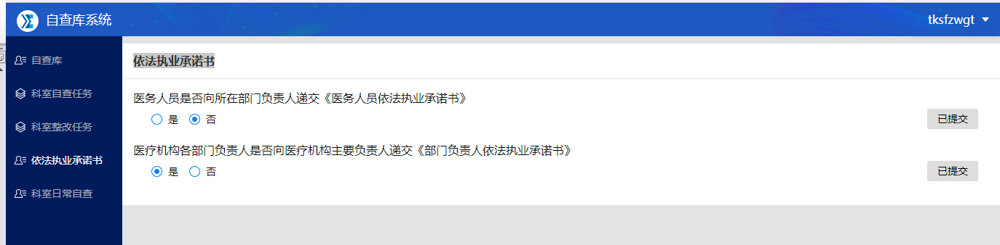 自查库系统
tksfzwgt
自查库
科室自查任务
科室整改任务
依法执业承诺书
科室日常自查
依法执业承诺书
医务人员是否向所在部门负责人递交《医务人员依法执业承诺书》
是 否 已提交
医疗机构各部门负责人是否向医疗机构主要负责人递交《部门负责人依法执业承诺书》
是 否 已提交